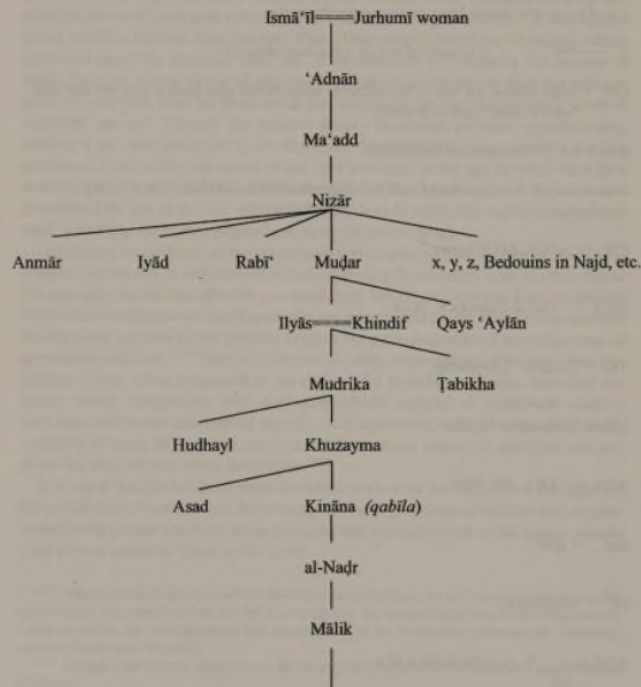 Ismā‘īl====Jurhumī woman
‘Adnān
Ma‘add
Nizār
Anmār Iyād Rabī‘ Muḍar x, y, z, Bedouins in Najd, etc.
Ilyās====Khindif Qays ‘Aylān
Mudrika Ṭabikha
Hudhayl Khuzayma
Asad Kināna (qabīla)
al-Naḍr
Mālik